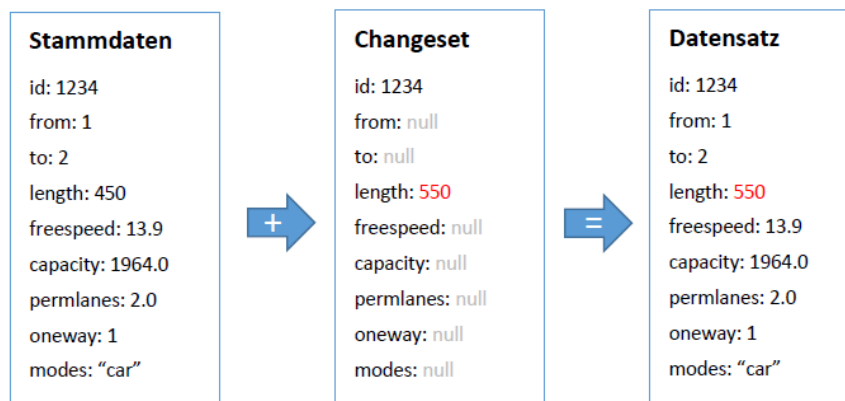 Stammdaten
id: 1234
from: 1
to: 2
length: 450
freespeed: 13.9
capacity: 1964.0
permlanes: 2.0
oneway: 1
modes: “car”
+
Changeset
id: 1234
from: null
to: null
length: 550
freespeed: null
capacity: null
permlanes: null
oneway: null
modes: null
=
Datensatz
id: 1234
from: 1
to: 2
length: 550
freespeed: 13.9
capacity: 1964.0
permlanes: 2.0
oneway: 1
modes: “car”